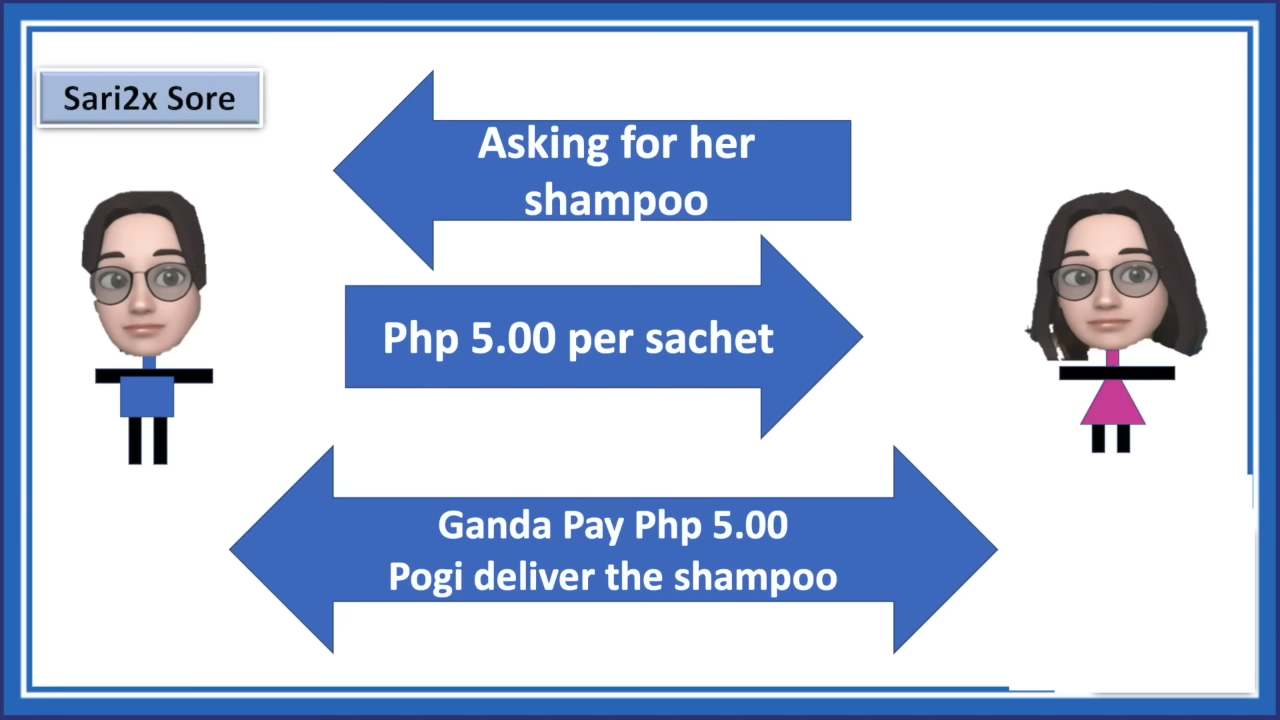 Sari2x Sore
Asking for her
shampoo
Php 5.00 per sachet
Ganda Pay Php 5.00
Pogi deliver the shampoo